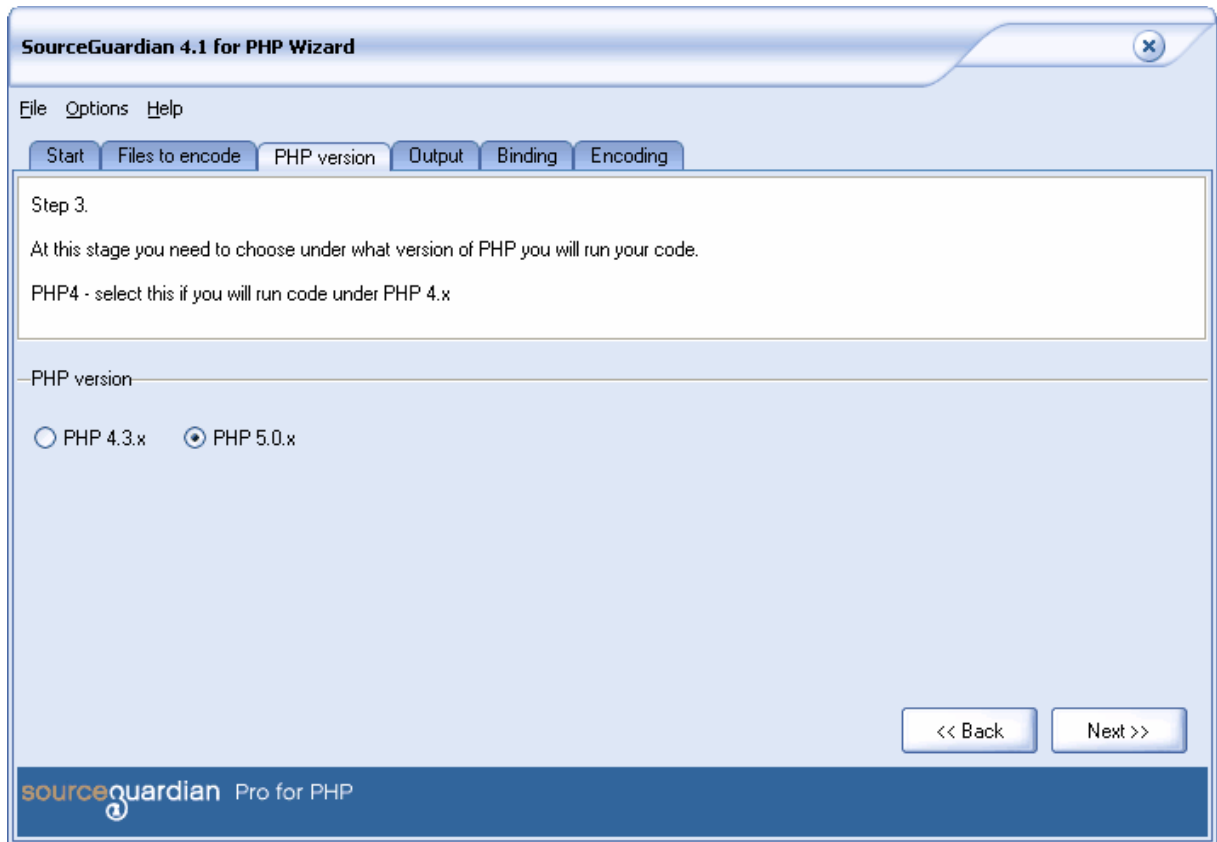 SourceGuardian 4.1 for PHP Wizard
File Options Help
Start Files to encode PHP version Output Binding Encoding
Step 3.
At this stage you need to choose under what version of PHP you will run your code.
PHP4 - select this if you will run code under PHP 4.x
PHP version
PHP 4.3.x PHP 5.0.x
<< Back Next >>
sourceguardian Pro for PHP